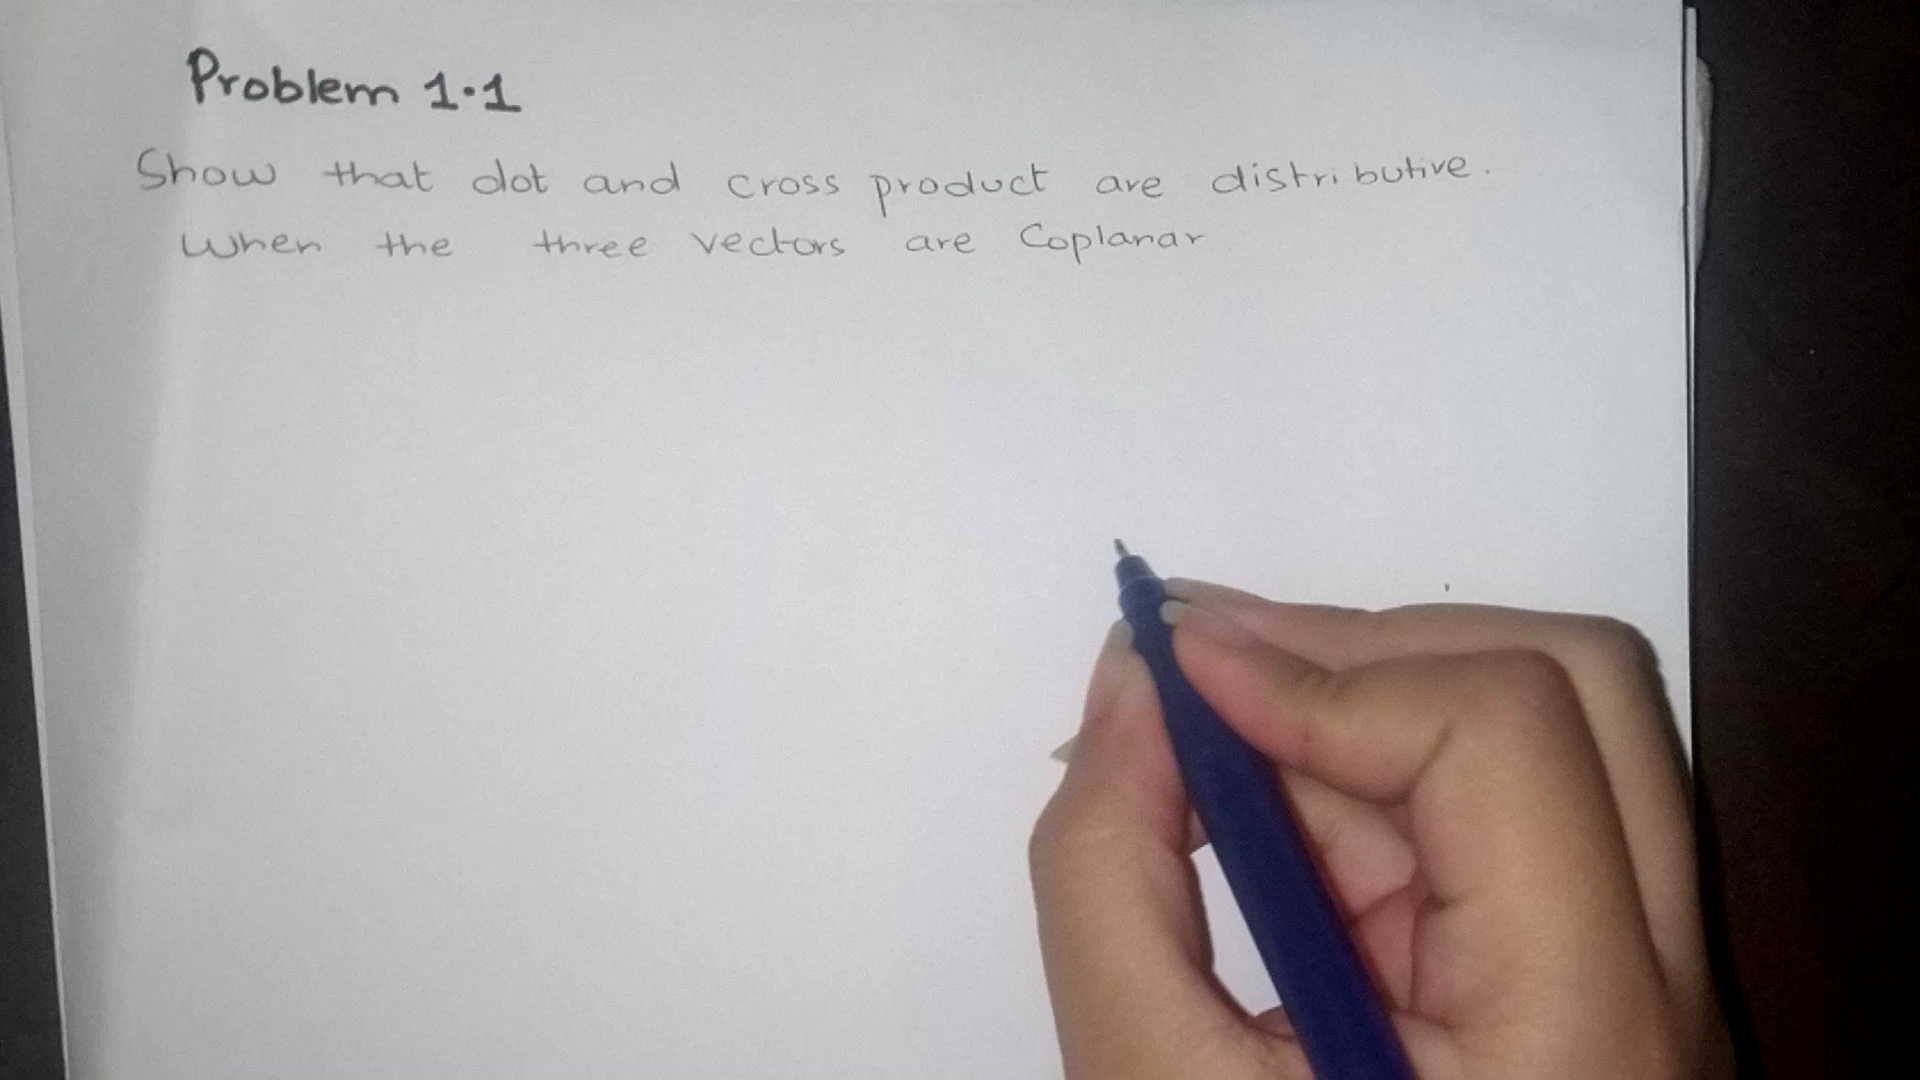 Problem 1.1
Show that dot and cross product are distributive.
When the three vectors are Coplanar